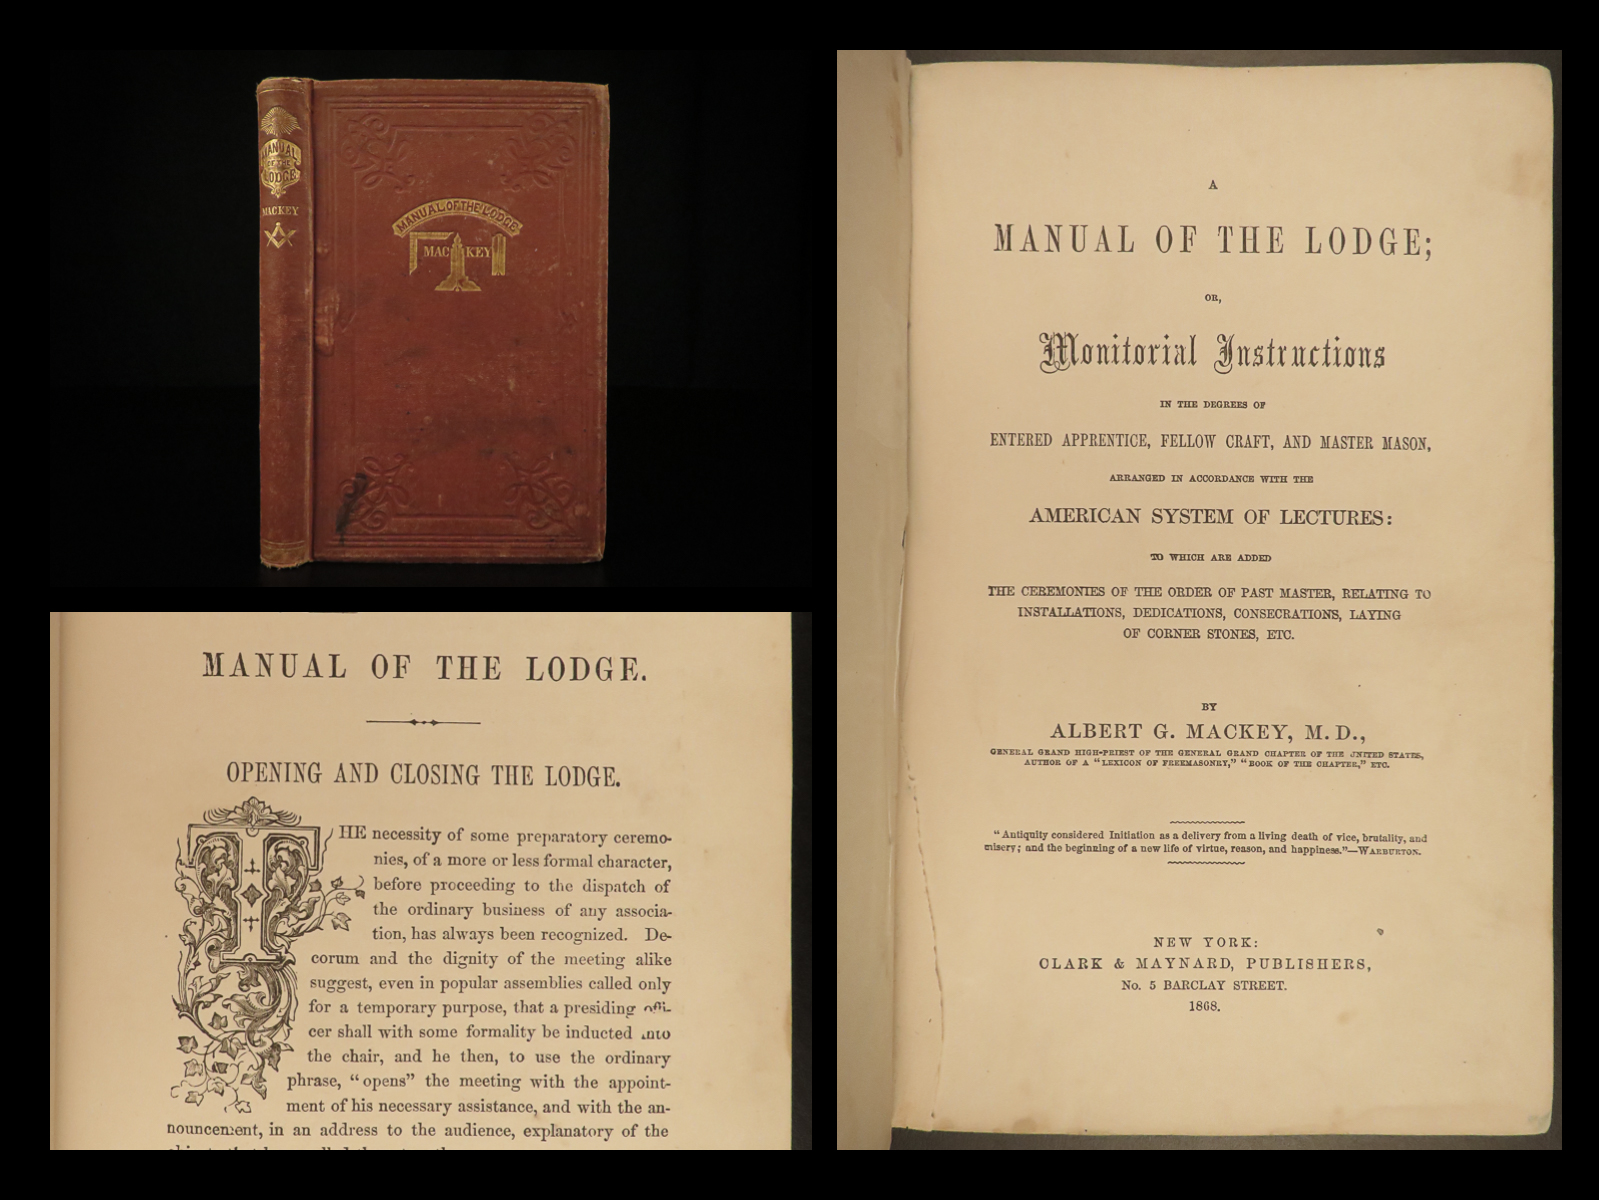 MANUAL
OF THE
LODGE
MACKEY
MANUAL OF THE LODGE
MACKEY
MANUAL OF THE LODGE.
OPENING AND CLOSING THE LODGE.
THE necessity of some preparatory ceremo-
nies, of a more or less formal character,
before proceeding to the dispatch of
the ordinary business of any associa-
tion, has always been recognized. De-
corum and the dignity of the meeting alike
suggest, even in popular assemblies called only
for a temporary purpose, that a presiding offi-
cer shall with some formality be inducted into
the chair, and he then, to use the ordinary
phrase, "opens" the meeting with the appoint-
ment of his necessary assistance, and with the an-
nouncement, in an address to the audience, explanatory of the
A
MANUAL OF THE LODGE;
OR,
Monitorial Instructions
IN THE DEGREES OF
ENTERED APPRENTICE, FELLOW CRAFT, AND MASTER MASON,
ARRANGED IN ACCORDANCE WITH THE
AMERICAN SYSTEM OF LECTURES:
TO WHICH ARE ADDED
THE CEREMONIES OF THE ORDER OF PAST MASTER, RELATING TO
INSTALLATIONS, DEDICATIONS, CONSECRATIONS, LAYING
OF CORNER STONES, ETC.
BY
ALBERT G. MACKEY, M.D.,
GENERAL GRAND HIGH-PRIEST OF THE GENERAL GRAND CHAPTER OF THE UNITED STATES,
AUTHOR OF A "LEXICON OF FREEMASONRY," "BOOK OF THE CHAPTER," ETC.
"Antiquity considered Initiation as a delivery from a living death of vice, brutality, and
misery; and the beginning of a new life of virtue, reason, and happiness."—WARBURTON.
NEW YORK:
CLARK & MAYNARD, PUBLISHERS,
No. 5 BARCLAY STREET.
1868.